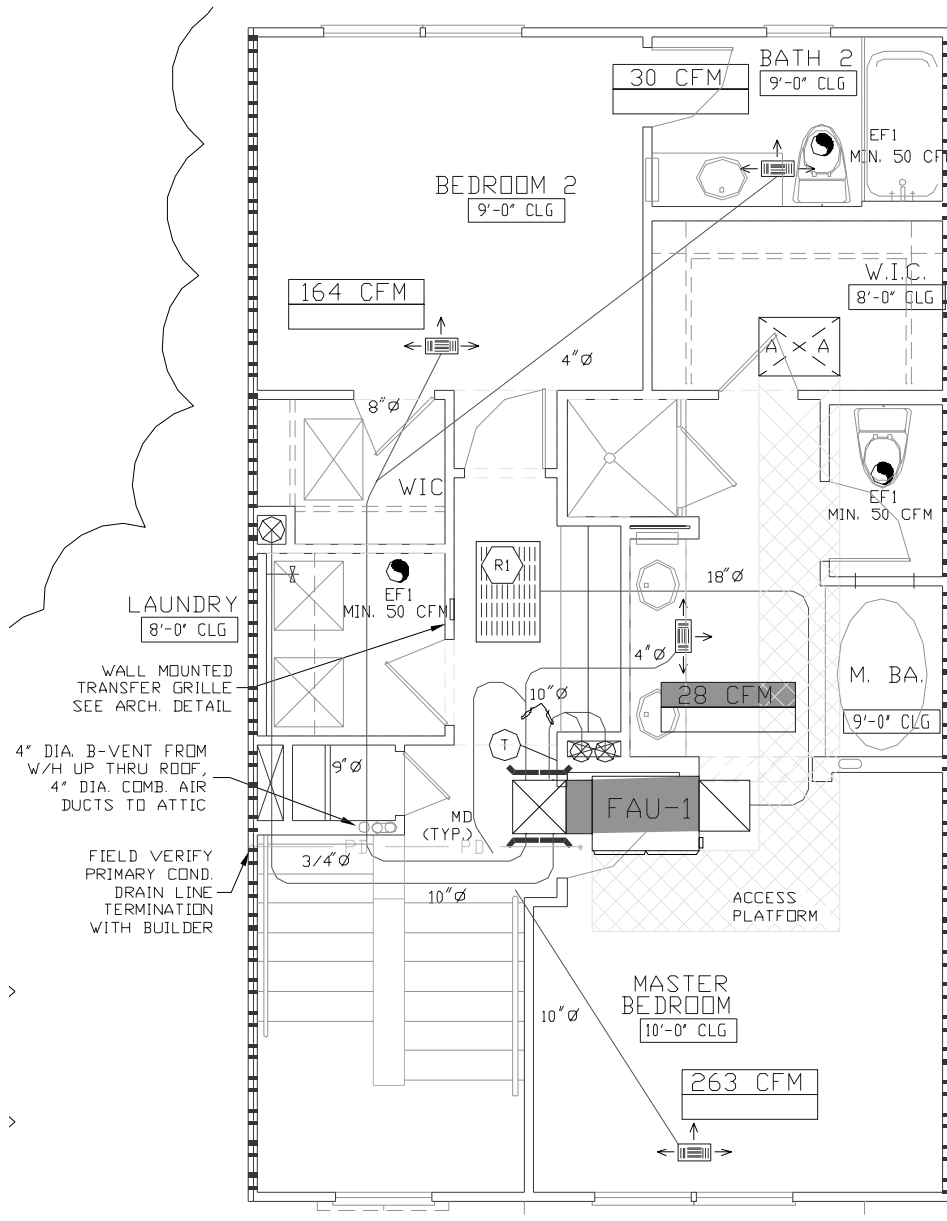 BATH 2
30 CFM
9'-0" CLG
EF1
MIN. 50 CFM
BEDROOM 2
9'-0" CLG
W.I.C.
8'-0" CLG
164 CFM
A A
4"Ø
8"Ø
WIC
EF1
MIN. 50 CFM
R1
18"Ø
EF1
MIN. 50 CFM
LAUNDRY
8'-0" CLG
4"Ø
WALL MOUNTED
TRANSFER GRILLE
SEE ARCH. DETAIL
28 CFM
M. BA.
9'-0" CLG
10"Ø
T
4" DIA. B-VENT FROM
W/H UP THRU ROOF,
4" DIA. COMB. AIR
DUCTS TO ATTIC
9"Ø
FAU-1
MD
(TYP.)
PD PD
3/4"Ø
FIELD VERIFY
PRIMARY COND.
DRAIN LINE
TERMINATION
WITH BUILDER
10"Ø
ACCESS
PLATFORM
MASTER
BEDROOM
10'-0" CLG
10"Ø
263 CFM